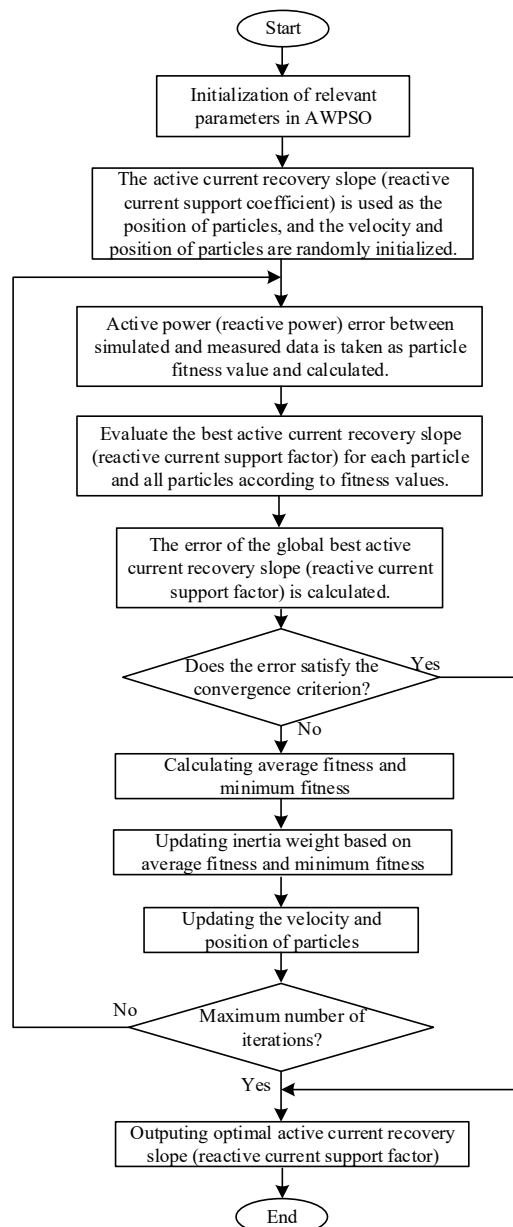 Start
Initialization of relevant
parameters in AWPSO
The active current recovery slope (reactive
current support coefficient) is used as the
position of particles, and the velocity and
position of particles are randomly initialized.
Active power (reactive power) error between
simulated and measured data is taken as particle
fitness value and calculated.
Evaluate the best active current recovery slope
(reactive current support factor) for each particle
and all particles according to fitness values.
The error of the global best active
current recovery slope (reactive current
support factor) is calculated.
Does the error satisfy the
convergence criterion?
Yes
No
Calculating average fitness and
minimum fitness
Updating inertia weight based on
average fitness and minimum fitness
Updating the velocity and
position of particles
No
Maximum number of
iterations?
Yes
Outputing optimal active current recovery
slope (reactive current support factor)
End